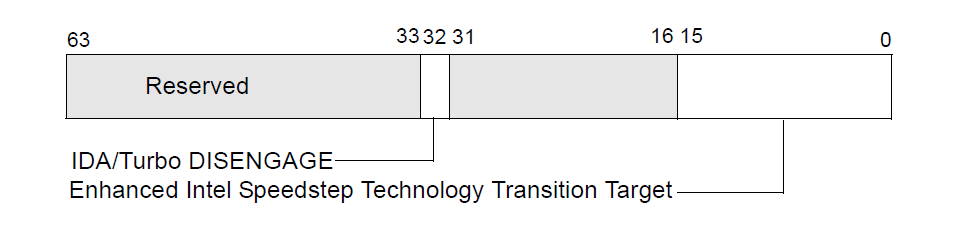 63 33 32 31 16 15 0
Reserved
IDA/Turbo DISENGAGE
Enhanced Intel Speedstep Technology Transition Target